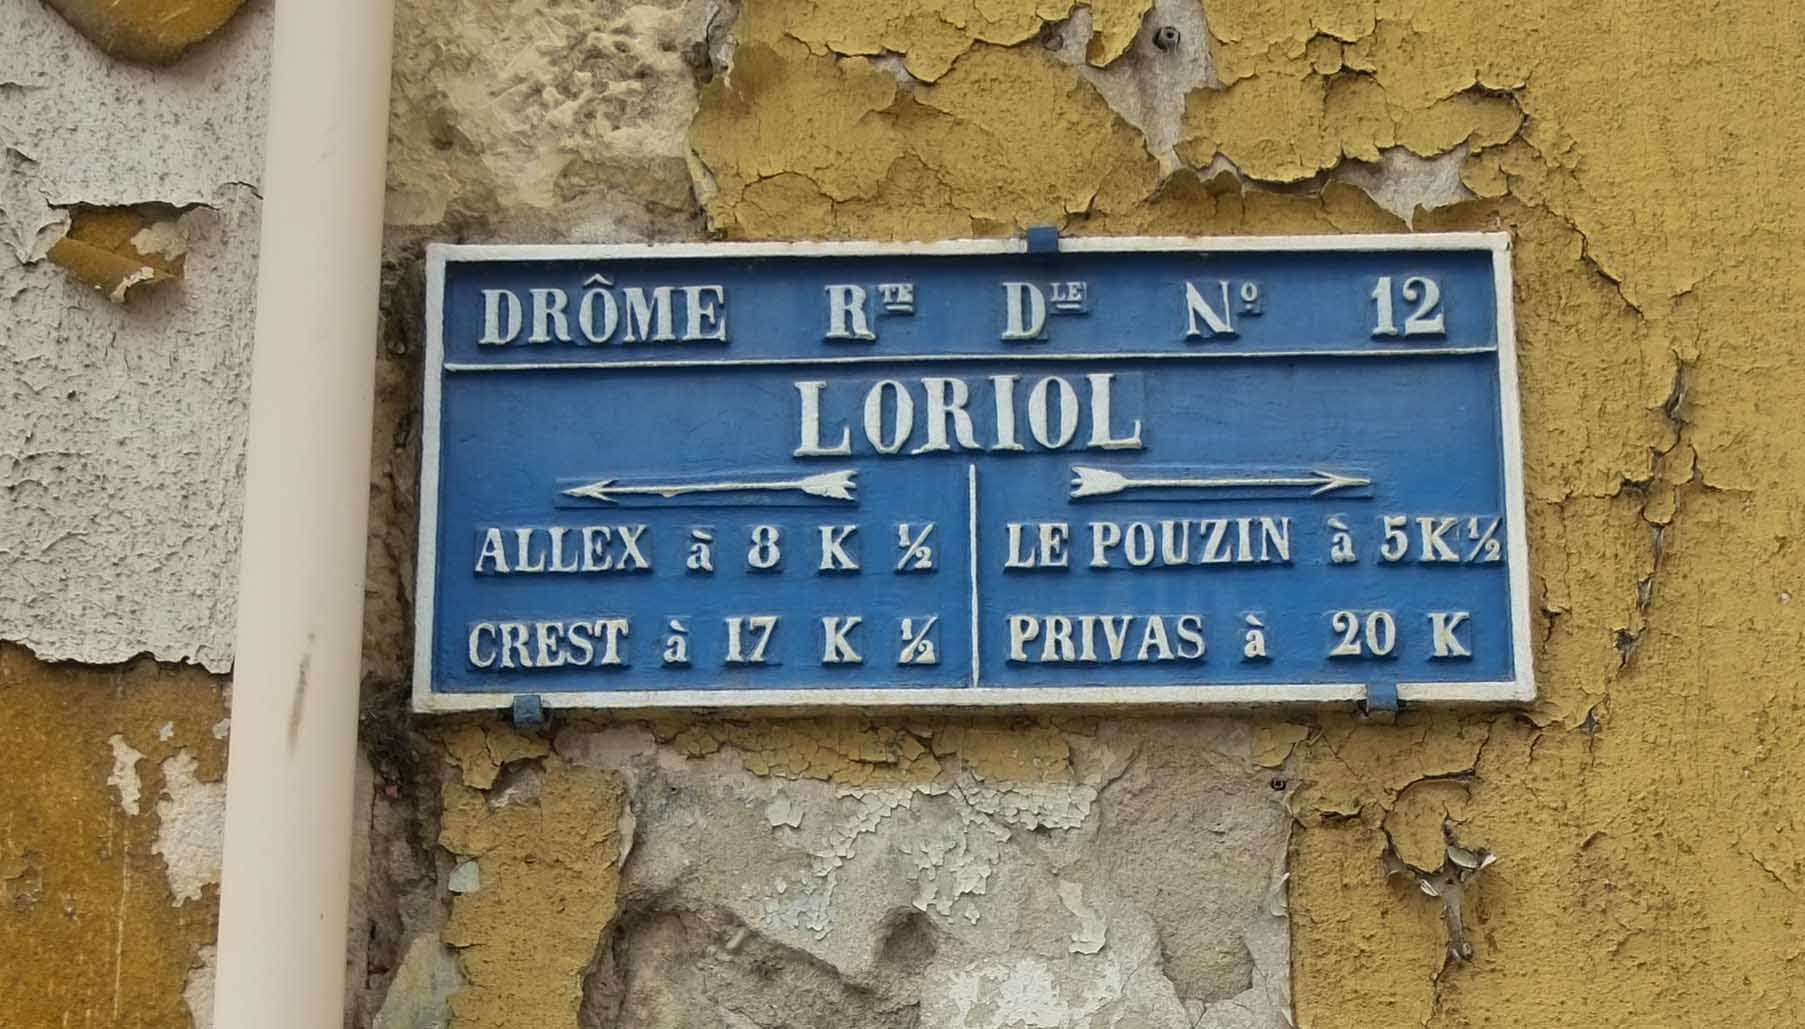 DRÔME Rᵀᴱ Dᴸᴱ Nº 12
LORIOL
ALLEX à 8 K ½
CREST à 17 K ½
LE POUZIN à 5K½
PRIVAS à 20 K